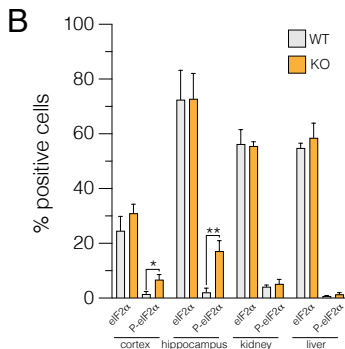 B
WT
KO
% positive cells
100
80
60
40
20
0
*
**
eIF2α P-eIF2α eIF2α P-eIF2α eIF2α P-eIF2α eIF2α P-eIF2α
cortex hippocampus kidney liver